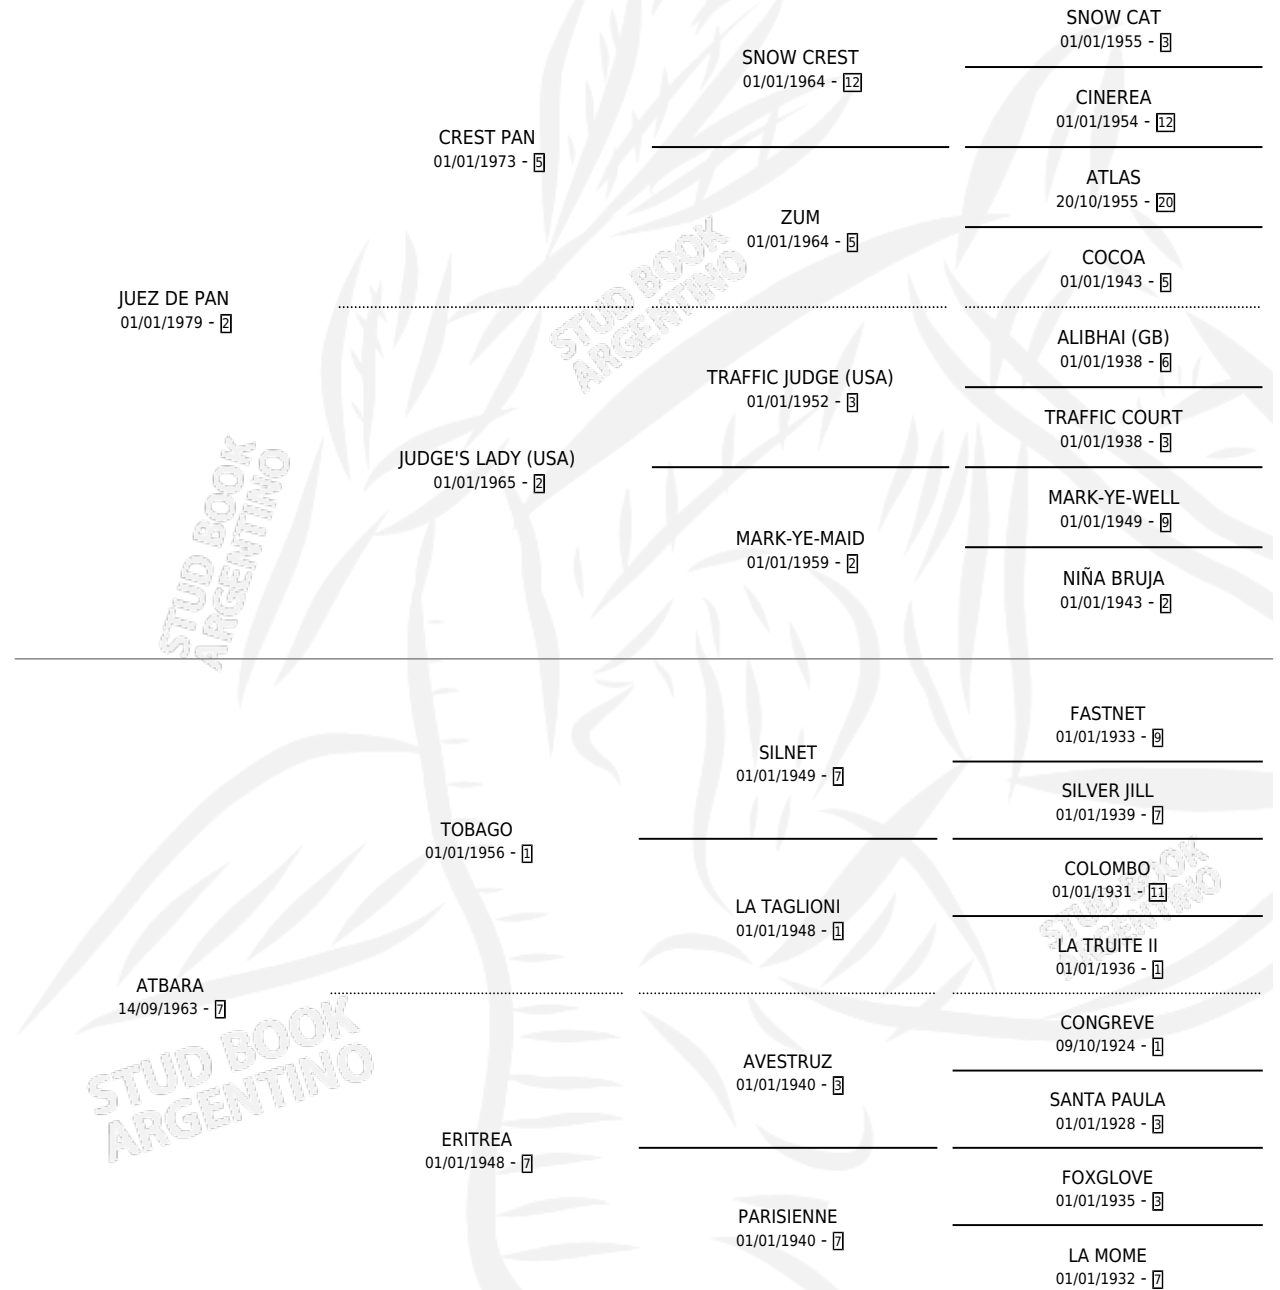 SNOW CAT
01/01/1955 - 3
SNOW CREST
01/01/1964 - 12
CINEREA
01/01/1954 - 12
CREST PAN
01/01/1973 - 5
ATLAS
20/10/1955 - 20
ZUM
01/01/1964 - 5
COCOA
01/01/1943 - 5
JUEZ DE PAN
01/01/1979 - 2
ALIBHAI (GB)
01/01/1938 - 6
TRAFFIC JUDGE (USA)
01/01/1952 - 3
TRAFFIC COURT
01/01/1938 - 3
JUDGE'S LADY (USA)
01/01/1965 - 2
MARK-YE-WELL
01/01/1949 - 9
MARK-YE-MAID
01/01/1959 - 2
NIÑA BRUJA
01/01/1943 - 2
STUD BOOK
ARGENTINO
STUD BOOK
ARGENTINO
FASTNET
01/01/1933 - 9
SILNET
01/01/1949 - 7
SILVER JILL
01/01/1939 - 7
TOBAGO
01/01/1956 - 1
COLOMBO
01/01/1931 - 11
LA TAGLIONI
01/01/1948 - 1
LA TRUITE II
01/01/1936 - 1
ATBARA
14/09/1963 - 7
CONGREVE
09/10/1924 - 1
AVESTRUZ
01/01/1940 - 3
SANTA PAULA
01/01/1928 - 3
ERITREA
01/01/1948 - 7
FOXGLOVE
01/01/1935 - 3
PARISIENNE
01/01/1940 - 7
LA MOME
01/01/1932 - 7
STUD BOOK
ARGENTINO
STUD BOOK
ARGENTINO